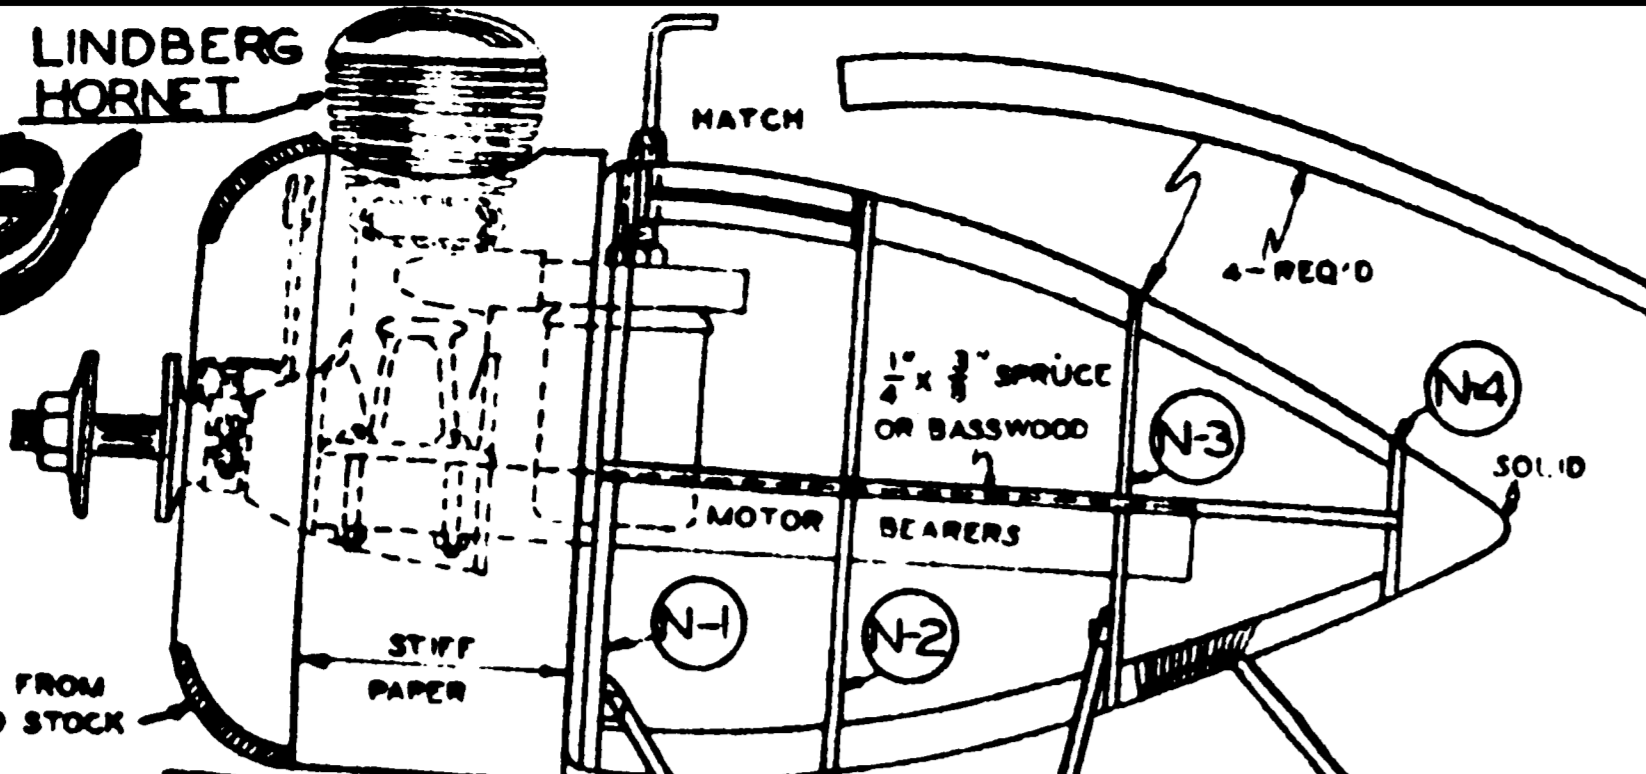 LINDBERG
HORNET
HATCH
4-REQ'D
1/4" x 3/8" SPRUCE
OR BASSWOOD
N-4
N-3
SOLID
MOTOR BEARERS
N-1
N-2
STIFF
PAPER
FROM
STOCK